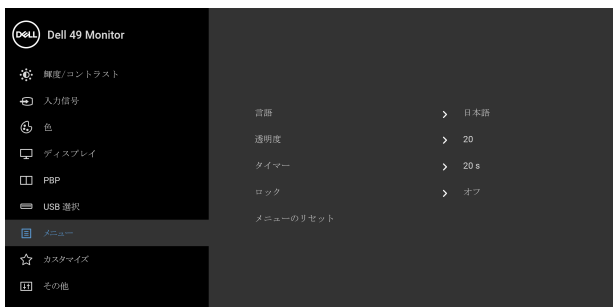 DELL Dell 49 Monitor
輝度/コントラスト
入力信号
色
ディスプレイ
PBP
USB 選択
メニュー
カスタマイズ
その他
言語 日本語
透明度 20
タイマー 20 s
ロック オフ
メニューのリセット